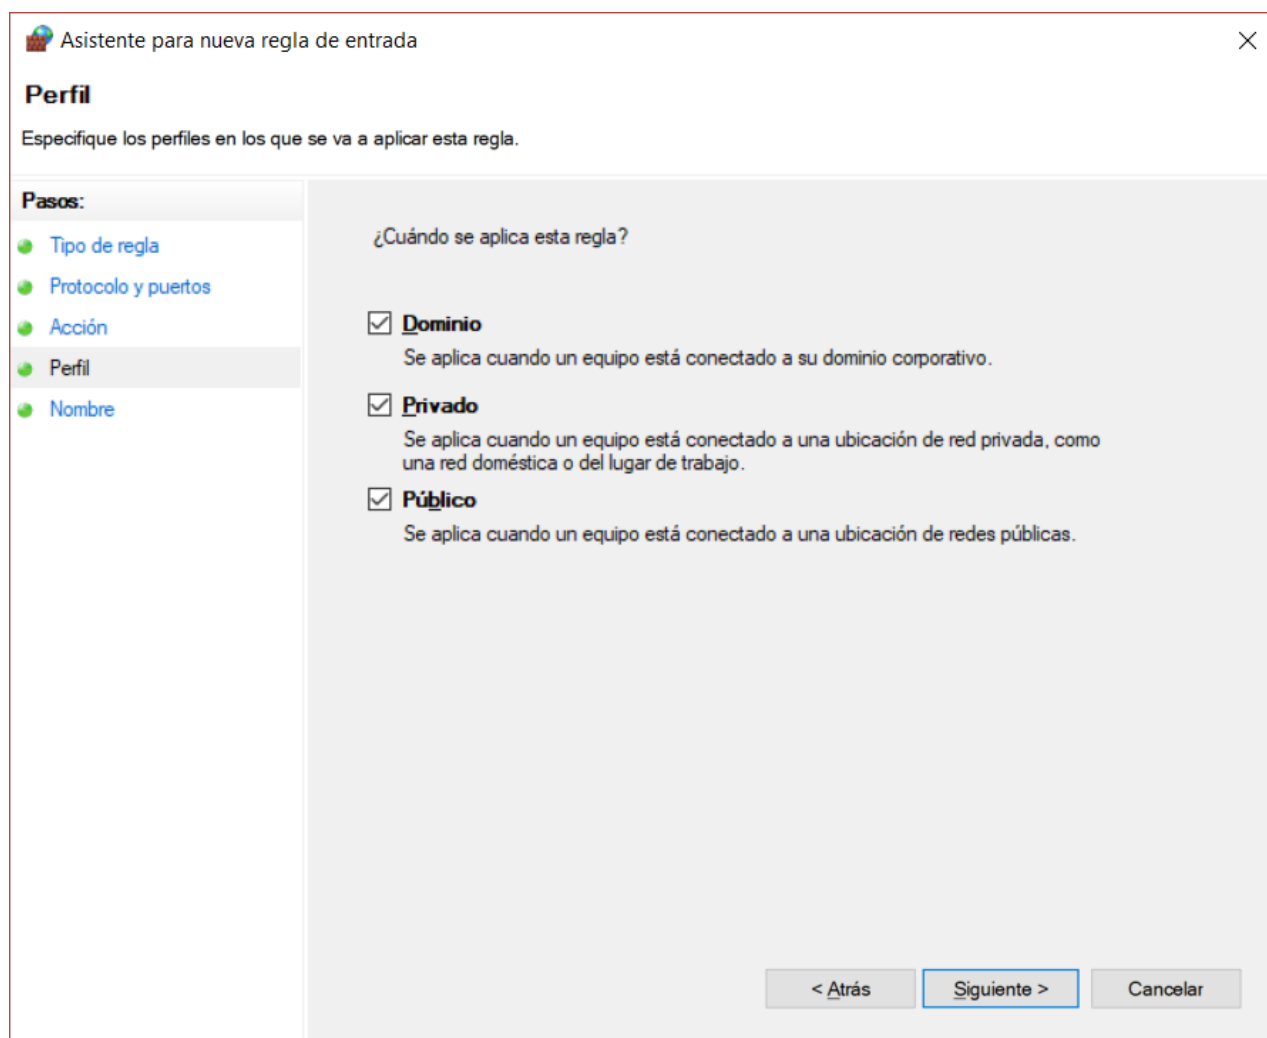 Asistente para nueva regla de entrada
Perfil
Especifique los perfiles en los que se va a aplicar esta regla.
Pasos:
Tipo de regla
Protocolo y puertos
Acción
Perfil
Nombre
¿Cuándo se aplica esta regla?
Dominio
Se aplica cuando un equipo está conectado a su dominio corporativo.
Privado
Se aplica cuando un equipo está conectado a una ubicación de red privada, como
una red doméstica o del lugar de trabajo.
Público
Se aplica cuando un equipo está conectado a una ubicación de redes públicas.
< Atrás
Siguiente >
Cancelar